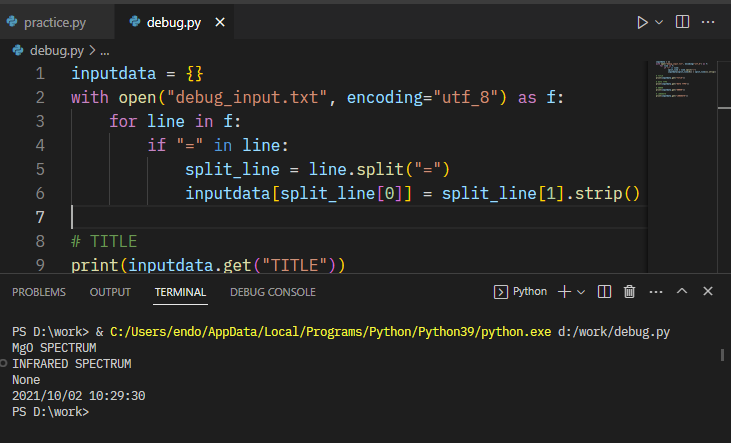 practice.py
debug.py
debug.py > ...
1 inputdata = {}
2 with open("debug_input.txt", encoding="utf_8") as f:
3     for line in f:
4         if "=" in line:
5             split_line = line.split("=")
6             inputdata[split_line[0]] = split_line[1].strip()
7
8 # TITLE
9 print(inputdata.get("TITLE"))
PROBLEMS OUTPUT TERMINAL DEBUG CONSOLE Python
PS D:\work> & C:/Users/endo/AppData/Local/Programs/Python/Python39/python.exe d:/work/debug.py
MgO SPECTRUM
INFRARED SPECTRUM
None
2021/10/02 10:29:30
PS D:\work>